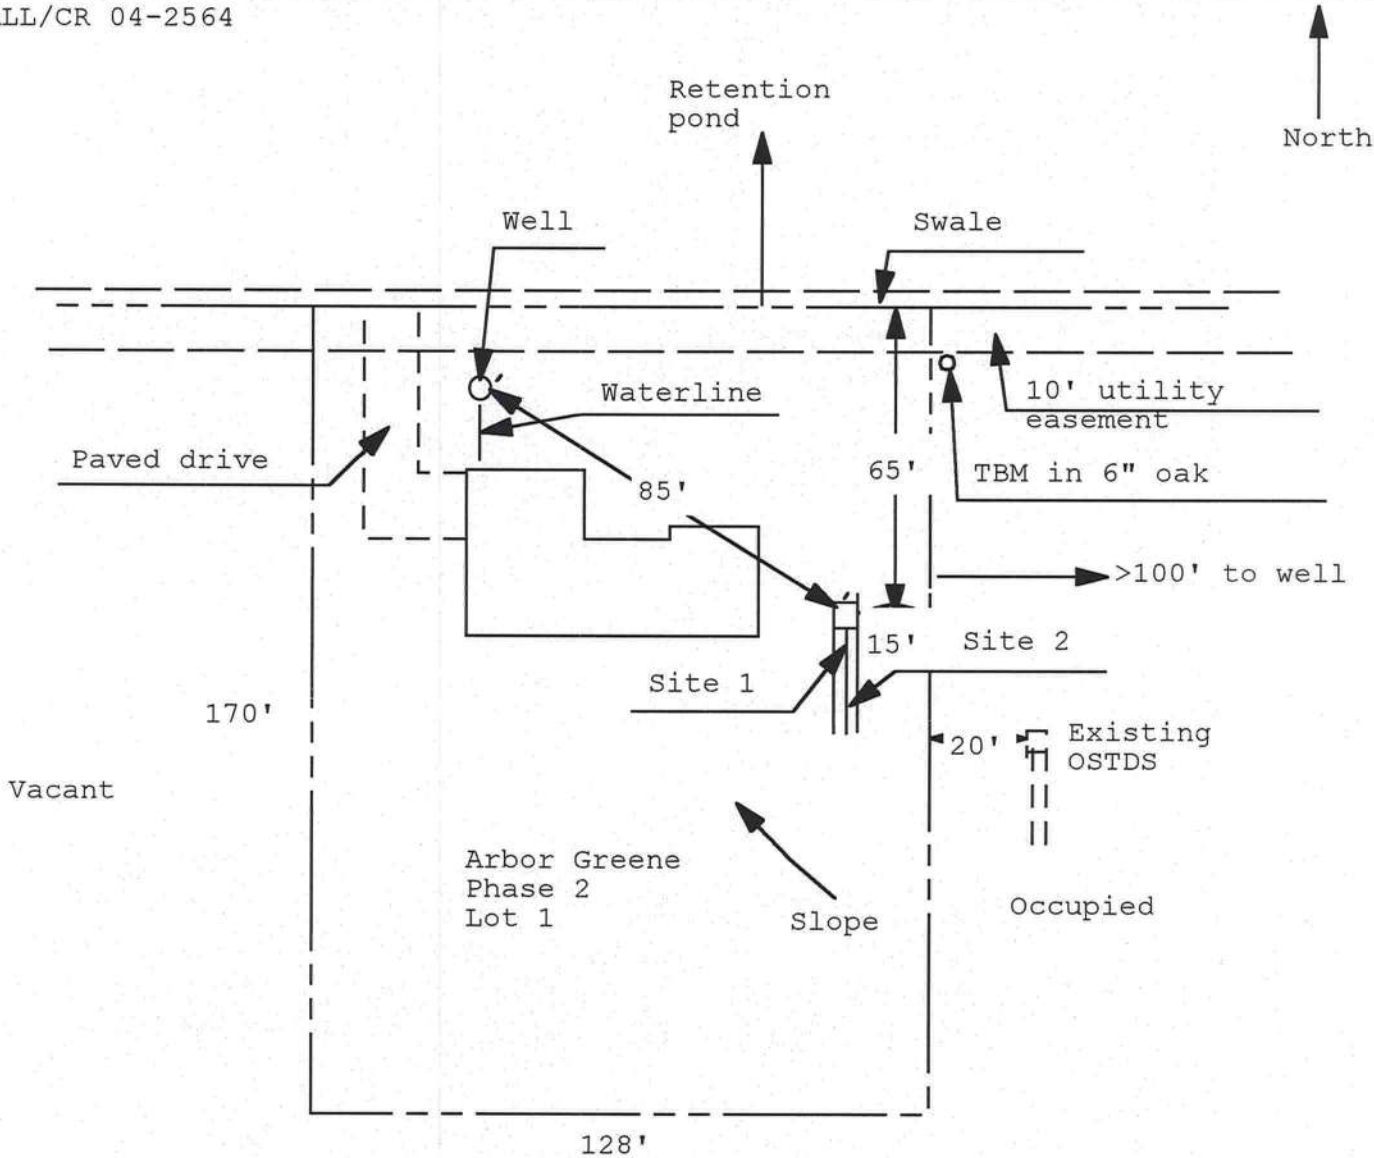 CR 04-2564
Retention
pond
North
Well
Swale
Waterline
10' utility
easement
Paved drive
85'
65'
TBM in 6" oak
>100' to well
15'
Site 2
Site 1
170'
20'
Existing
OSTDS
Vacant
Arbor Greene
Phase 2
Lot 1
Slope
Occupied
128'